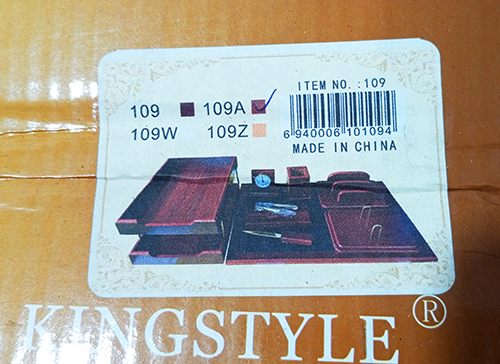 ITEM NO. :109
109 109A
109W 109Z
6 940006 101094
MADE IN CHINA
KINGSTYLE®